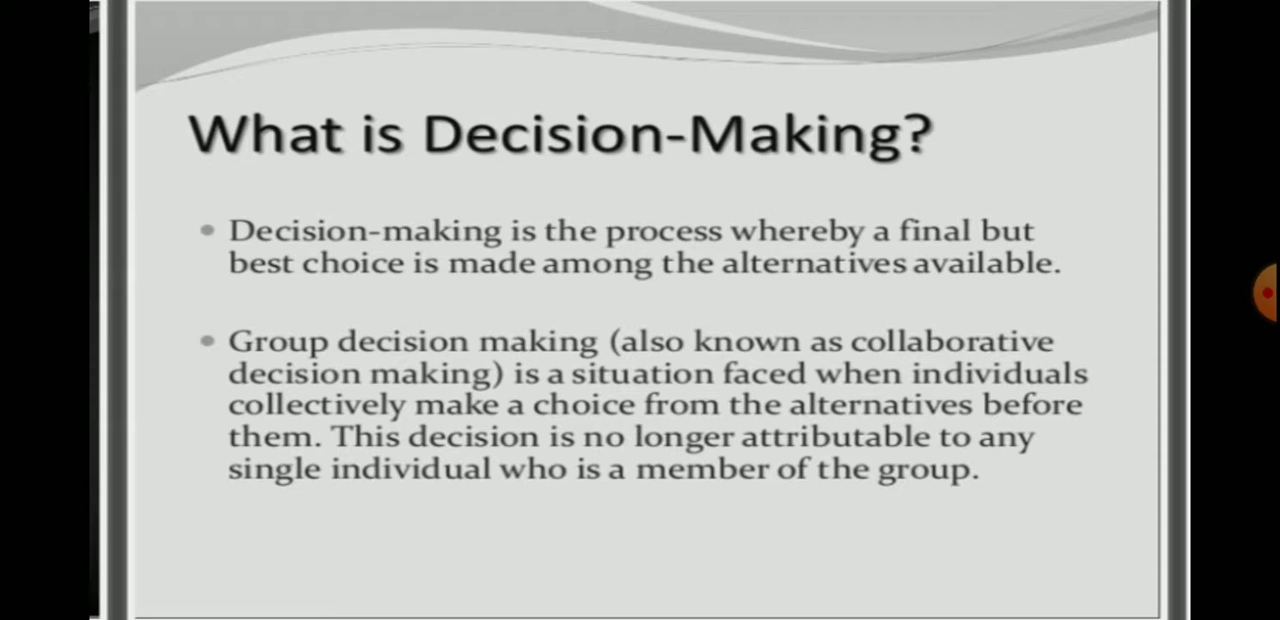 What is Decision-Making?
Decision-making is the process whereby a final but
best choice is made among the alternatives available.
Group decision making (also known as collaborative
decision making) is a situation faced when individuals
collectively make a choice from the alternatives before
them. This decision is no longer attributable to any
single individual who is a member of the group.